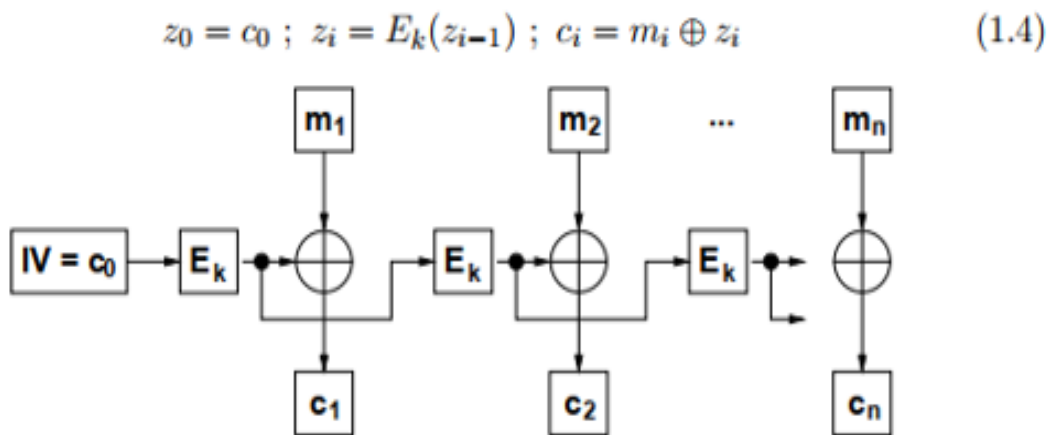 z₀ = c₀ ; zᵢ = Eₖ(zᵢ₋₁) ; cᵢ = mᵢ ⊕ zᵢ (1.4)
m₁ m₂ ... mₙ
IV = c₀ Eₖ Eₖ Eₖ
c₁ c₂ cₙ